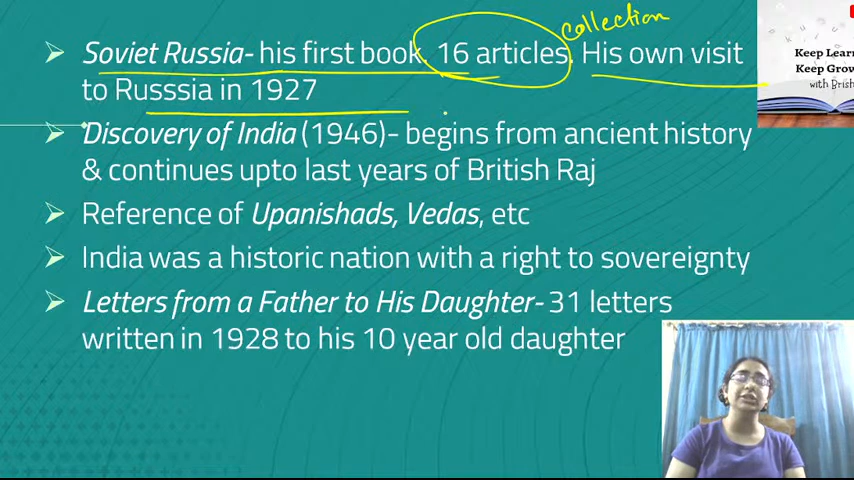 collection
Soviet Russia- his first book. 16 articles. His own visit
to Russsia in 1927
Discovery of India (1946)- begins from ancient history
& continues upto last years of British Raj
Reference of Upanishads, Vedas, etc
India was a historic nation with a right to sovereignty
Letters from a Father to His Daughter- 31 letters
written in 1928 to his 10 year old daughter
Keep Lear
Keep Gro
with Brish